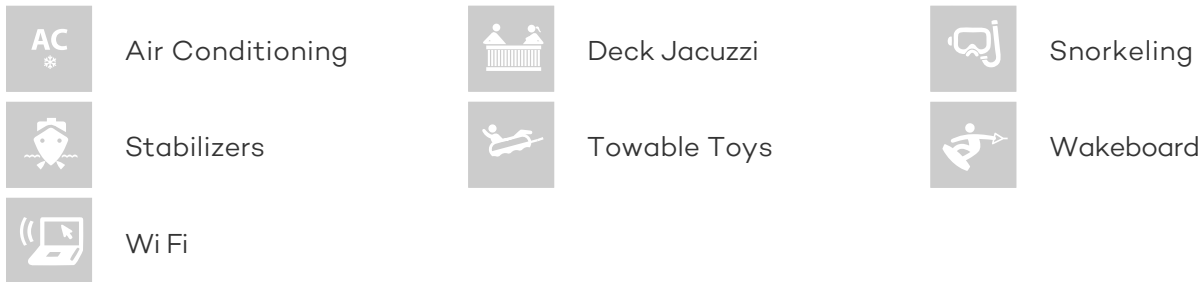 AC
Air Conditioning
Deck Jacuzzi
Snorkeling
Stabilizers
Towable Toys
Wakeboard
Wi Fi